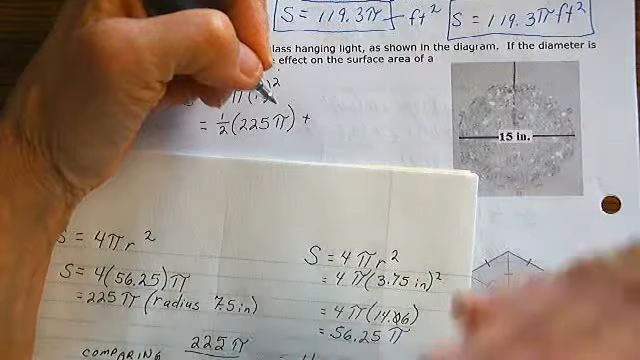 S = 119.3π ft²
S = 119.3π ft²
lass hanging light, as shown in the diagram. If the diameter is
effect on the surface area of a
= 1/2 (225π) +
15 in.
S = 4πr²
S = 4(56.25)π
= 225π (radius 7.5in)
S = 4πr²
= 4π(3.75 in)²
= 4π(14.06)
= 56.25π
COMPARING
225π